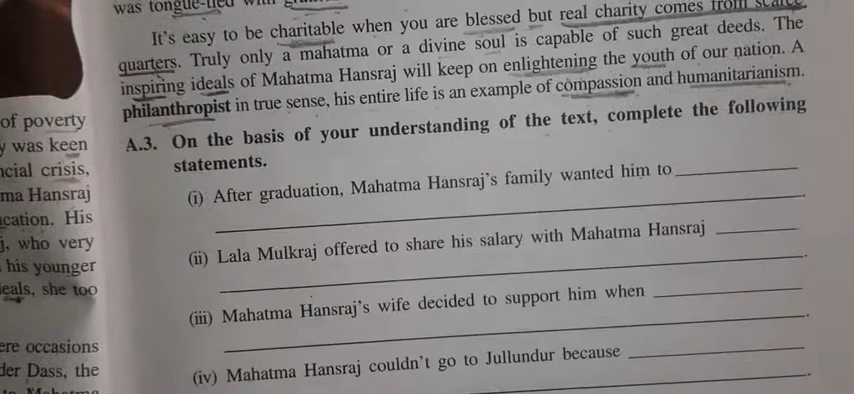 was tongue-tied with
It's easy to be charitable when you are blessed but real charity comes from scarce
quarters. Truly only a mahatma or a divine soul is capable of such great deeds. The
inspiring ideals of Mahatma Hansraj will keep on enlightening the youth of our nation. A
philanthropist in true sense, his entire life is an example of compassion and humanitarianism.
A.3. On the basis of your understanding of the text, complete the following
statements.
(i) After graduation, Mahatma Hansraj's family wanted him to
(ii) Lala Mulkraj offered to share his salary with Mahatma Hansraj
(iii) Mahatma Hansraj's wife decided to support him when
(iv) Mahatma Hansraj couldn't go to Jullundur because
of poverty
y was keen
ncial crisis,
ma Hansraj
cation. His
j, who very
his younger
eals, she too
ere occasions
der Dass, the